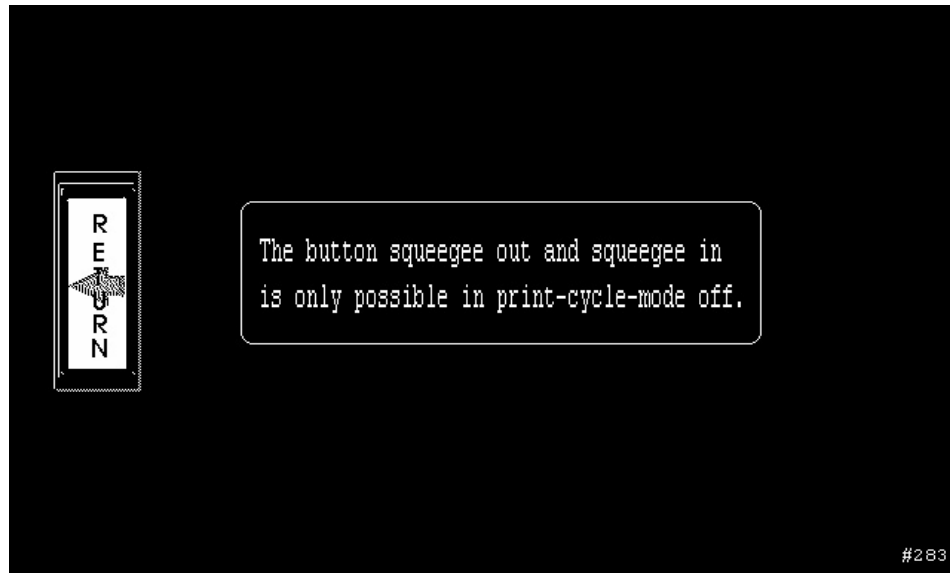 RETURN
The button squeegee out and squeegee in
is only possible in print-cycle-mode off.
#283